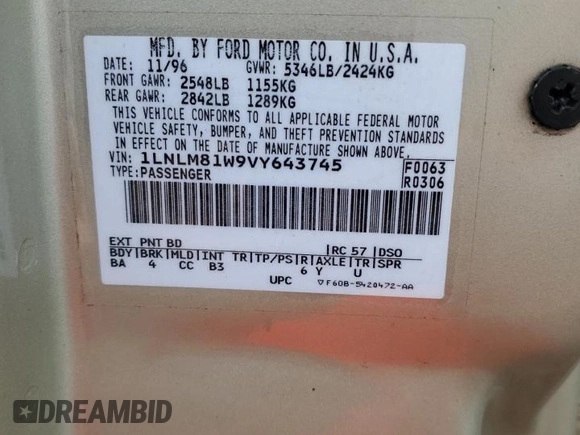 MFD. BY FORD MOTOR CO. IN U.S.A.
DATE: 11/96 GVWR: 5346LB/2424KG
FRONT GAWR: 2548LB 1155KG
REAR GAWR: 2842LB 1289KG
THIS VEHICLE CONFORMS TO ALL APPLICABLE FEDERAL MOTOR
VEHICLE SAFETY, BUMPER, AND THEFT PREVENTION STANDARDS
IN EFFECT ON THE DATE OF MANUFACTURE SHOWN ABOVE.
VIN: 1LNLM81W9VY643745 F0063
TYPE: PASSENGER R0306
EXT PNT BD RC 57 DSO
BDY BRK MLD INT TR TP/PS R AXLE TR SPR
BA 4 CC B3 6 Y U
UPC ▽F60B-5420472-AA
DREAMBID